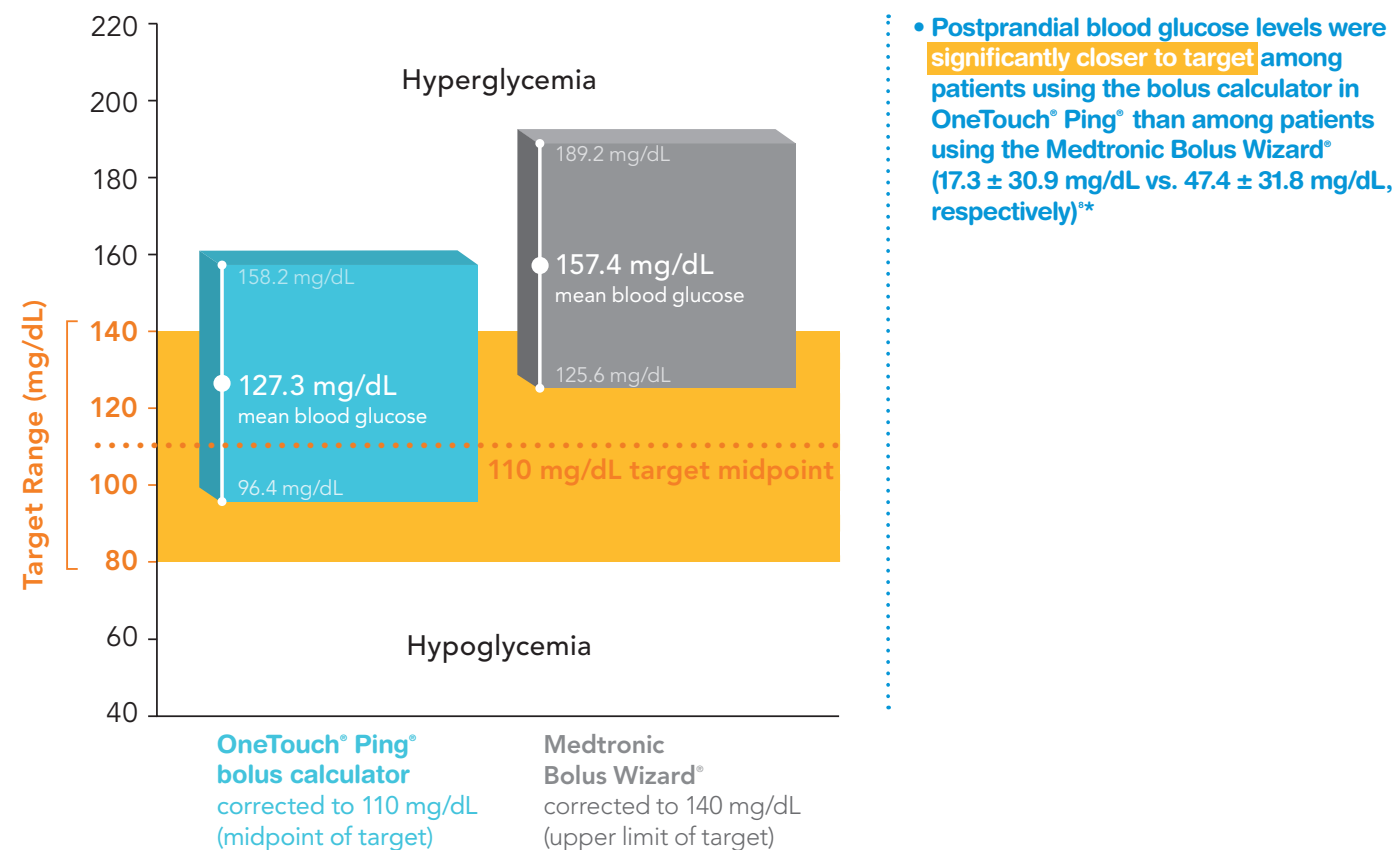 220
200
180
160
140
120
100
80
60
40
Target Range (mg/dL)
Hyperglycemia
189.2 mg/dL
157.4 mg/dL
mean blood glucose
125.6 mg/dL
158.2 mg/dL
127.3 mg/dL
mean blood glucose
96.4 mg/dL
110 mg/dL target midpoint
Hypoglycemia
OneTouch® Ping®
bolus calculator
corrected to 110 mg/dL
(midpoint of target)
Medtronic
Bolus Wizard®
corrected to 140 mg/dL
(upper limit of target)
• Postprandial blood glucose levels were
significantly closer to target among
patients using the bolus calculator in
OneTouch® Ping® than among patients
using the Medtronic Bolus Wizard®
(17.3 ± 30.9 mg/dL vs. 47.4 ± 31.8 mg/dL,
respectively)⁸*